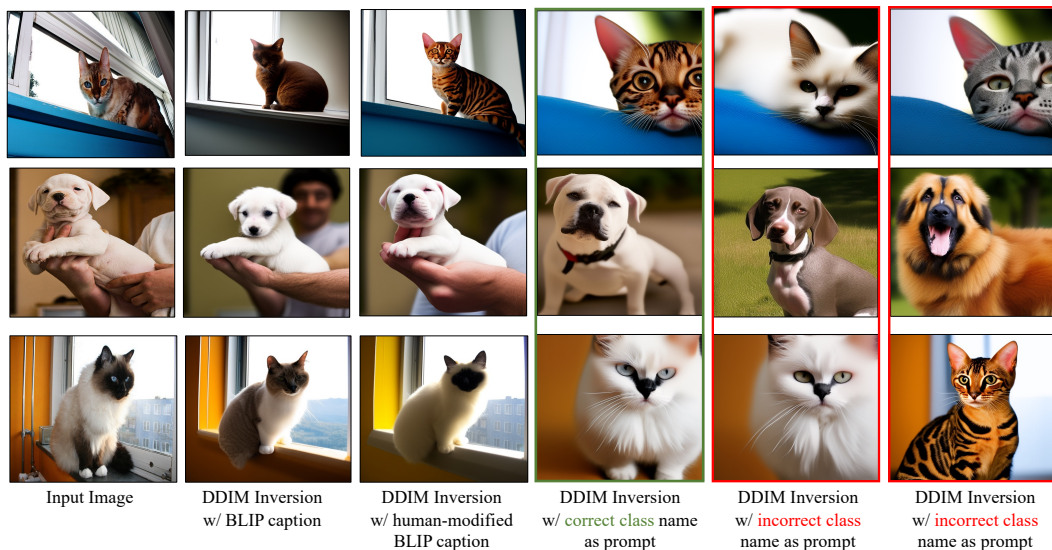 Input Image
DDIM Inversion
w/ BLIP caption
DDIM Inversion
w/ human-modified
BLIP caption
DDIM Inversion
w/ correct class name
as prompt
DDIM Inversion
w/ incorrect class
name as prompt
DDIM Inversion
w/ incorrect class
name as prompt